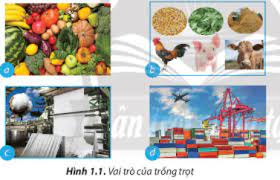 a
b
c
d
Hình 1.1. Vai trò của trồng trọt